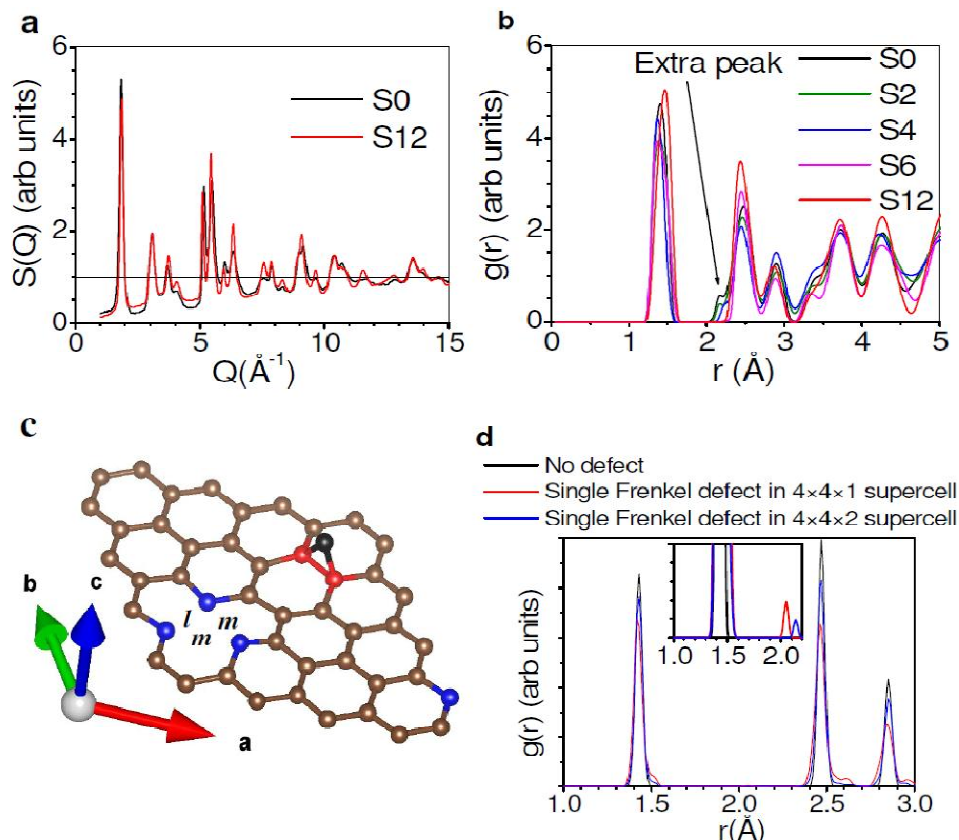 a
S(Q) (arb units)
6
4
2
0
0 5 10 15
Q(Å⁻¹)
S0
S12
b
g(r) (arb units)
6
4
2
0
0 1 2 3 4 5
r (Å)
Extra peak
S0
S2
S4
S6
S12
c
b
c
a
l
m
m
d
No defect
Single Frenkel defect in 4×4×1 supercell
Single Frenkel defect in 4×4×2 supercell
g(r) (arb units)
1.0 1.5 2.0
1.0 1.5 2.0 2.5 3.0
r(Å)